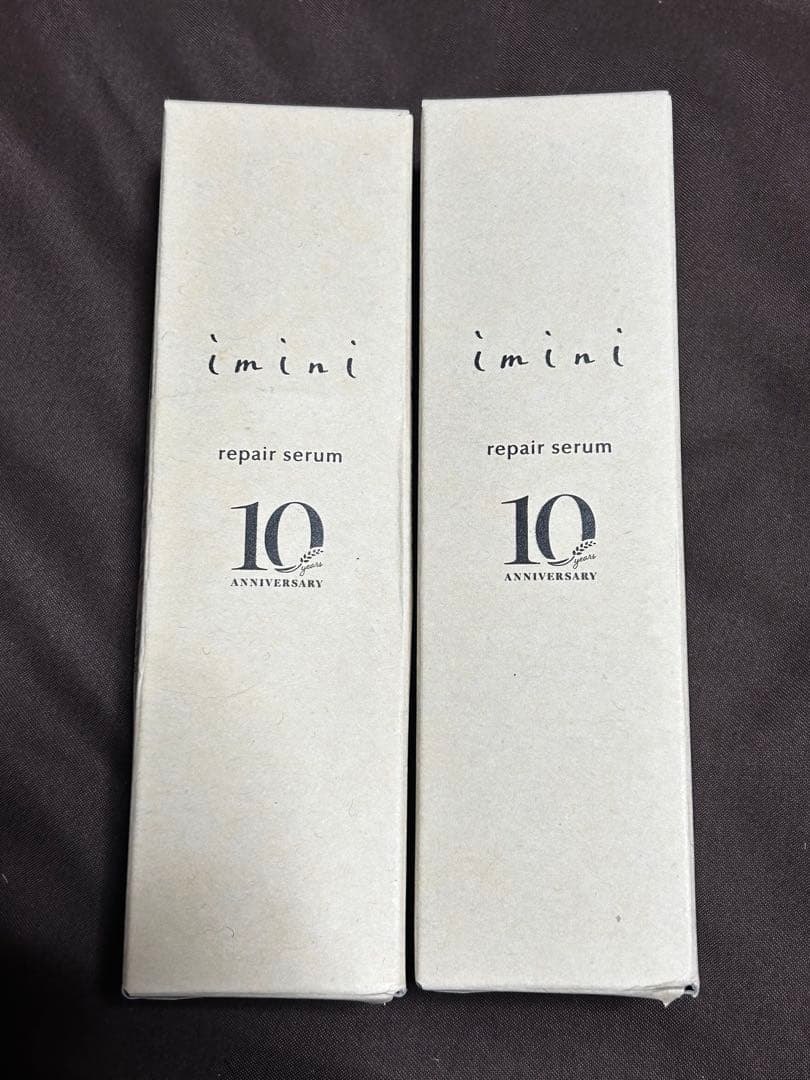 imini
repair serum
10
years
ANNIVERSARY
imini
repair serum
10
years
ANNIVERSARY